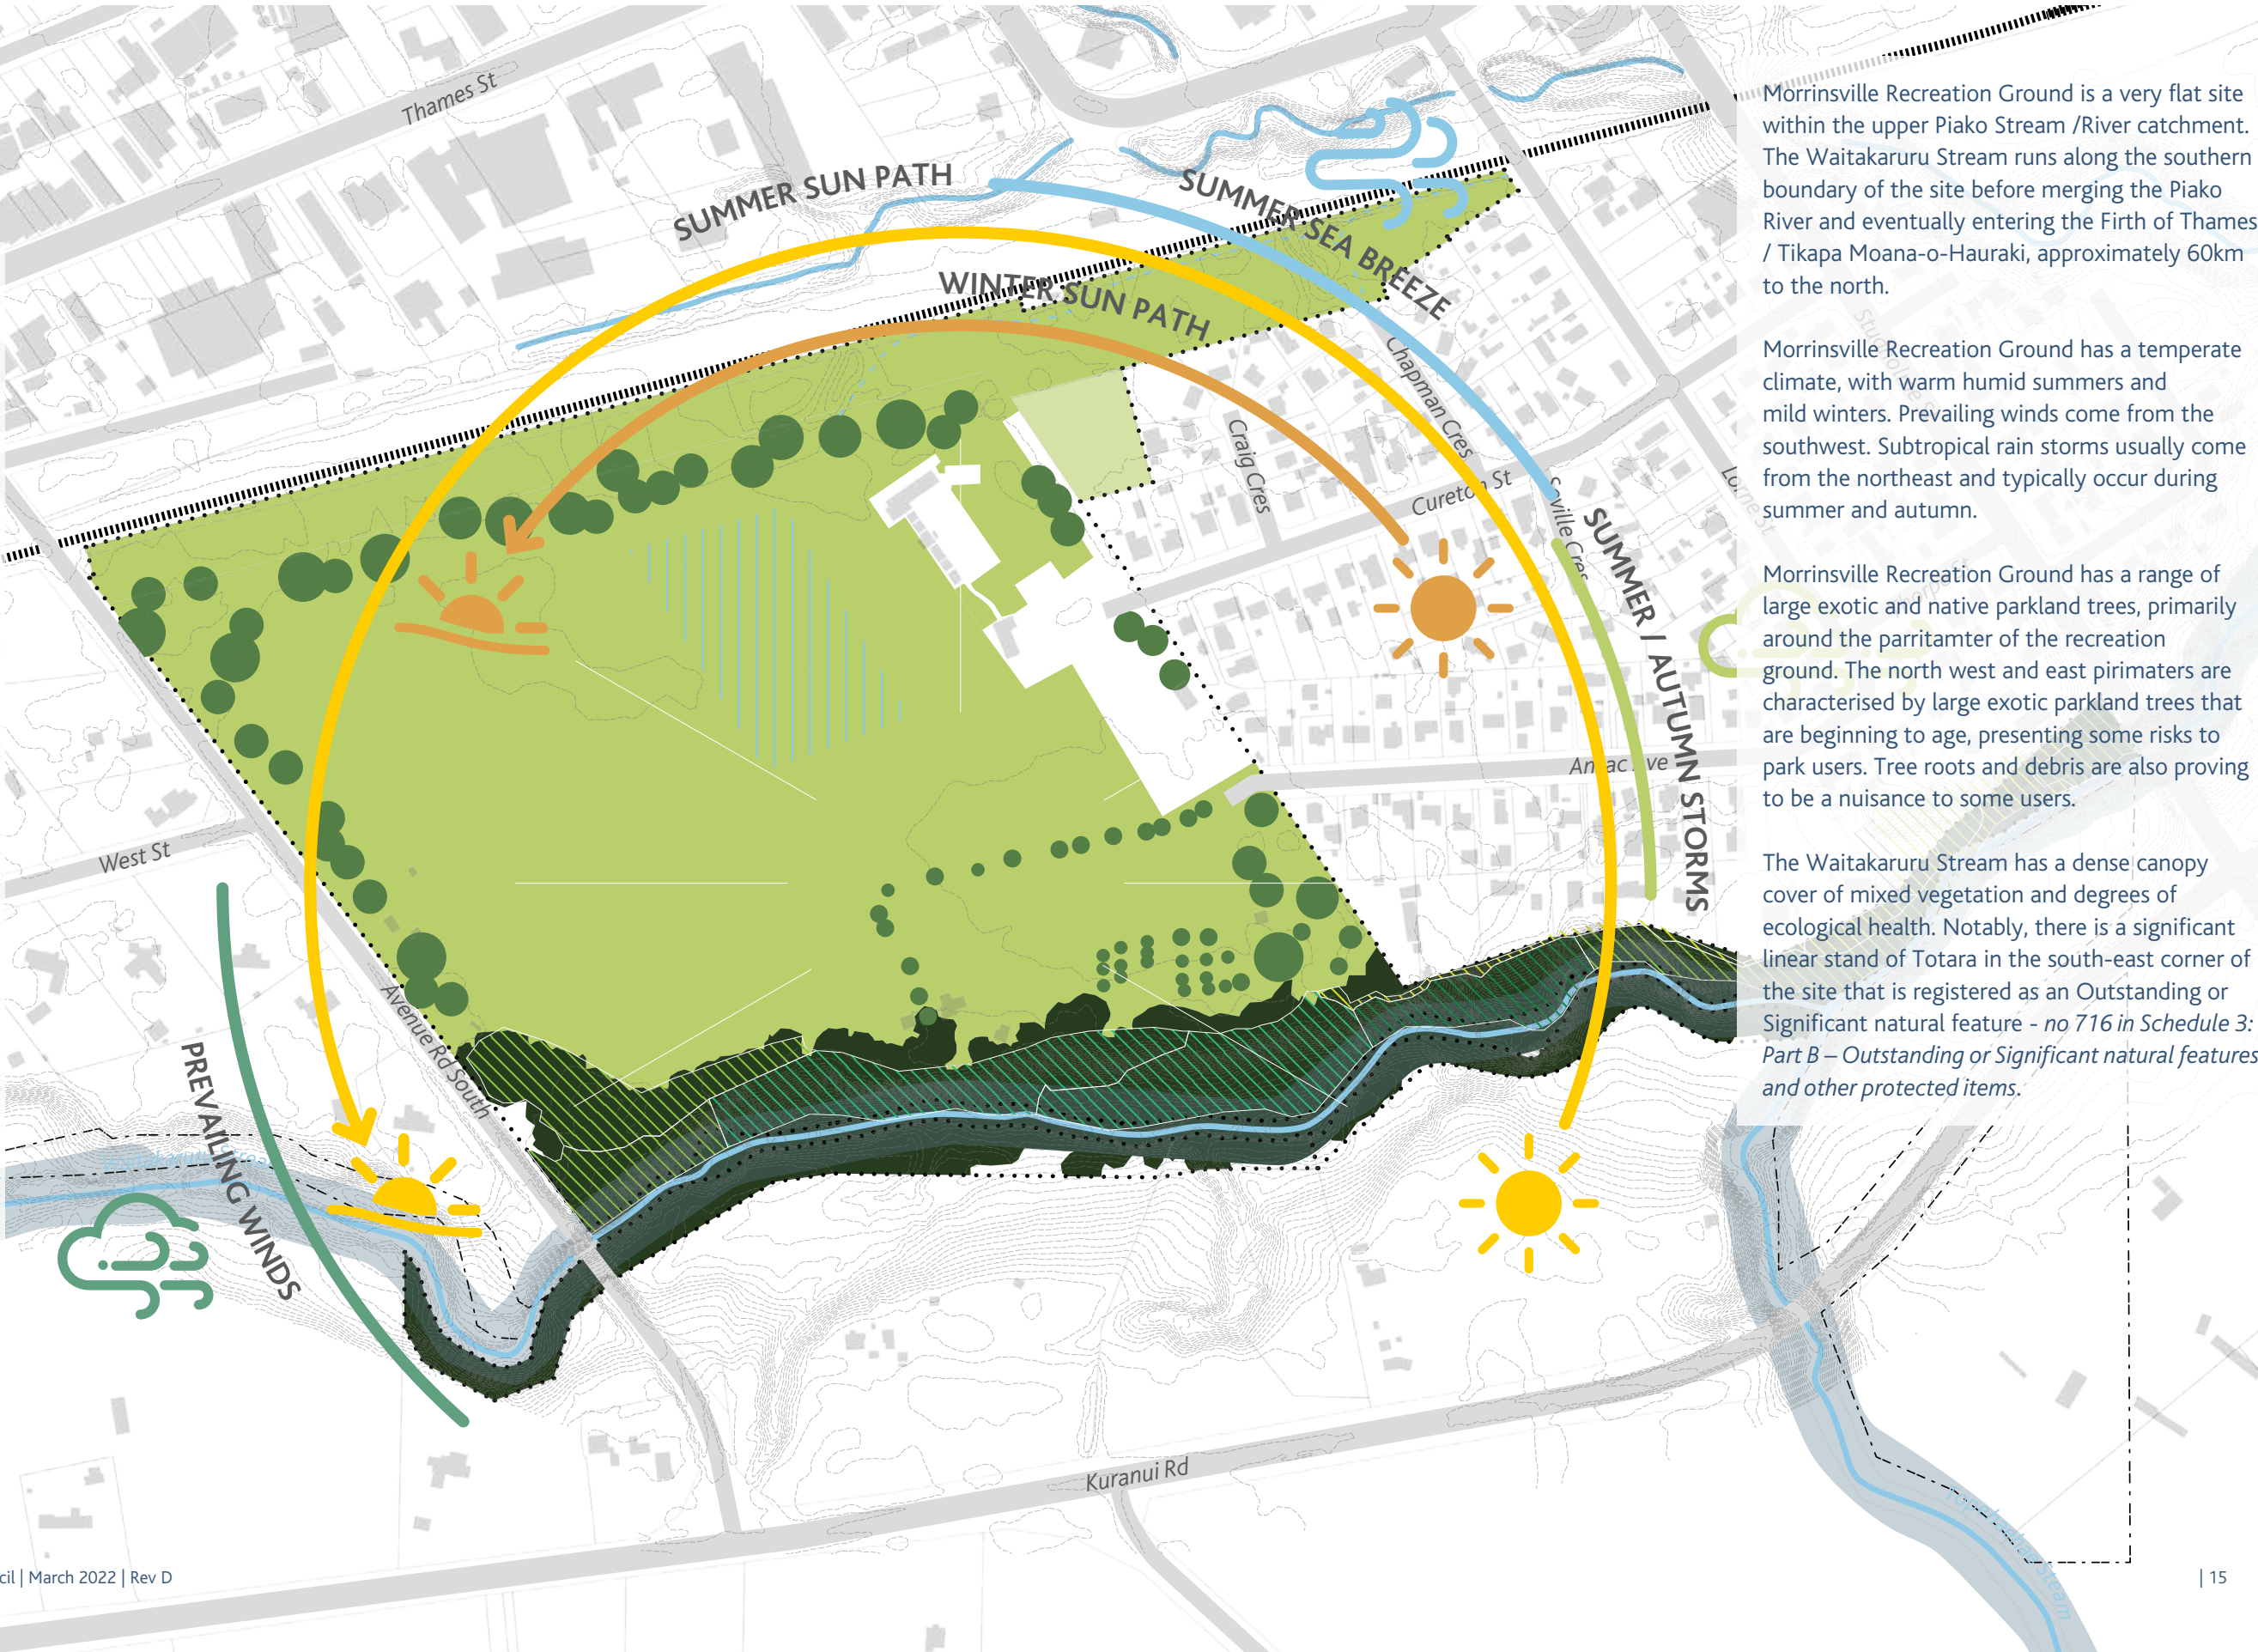 Thames St
SUMMER SUN PATH
SUMMER SEA BREEZE
WINTER SUN PATH
Chapman Cres
Craig Cres
Cureton St
Seville Cres
SUMMER / AUTUMN STORMS
Anzac Ave
West St
Avenue Rd South
PREVAILING WINDS
Kuranui Rd
Morrinsville Recreation Ground is a very flat site
within the upper Piako Stream /River catchment.
The Waitakaruru Stream runs along the southern
boundary of the site before merging the Piako
River and eventually entering the Firth of Thames
/ Tikapa Moana-o-Hauraki, approximately 60km
to the north.
Morrinsville Recreation Ground has a temperate
climate, with warm humid summers and
mild winters. Prevailing winds come from the
southwest. Subtropical rain storms usually come
from the northeast and typically occur during
summer and autumn.
Morrinsville Recreation Ground has a range of
large exotic and native parkland trees, primarily
around the parritamter of the recreation
ground. The north west and east pirimaters are
characterised by large exotic parkland trees that
are beginning to age, presenting some risks to
park users. Tree roots and debris are also proving
to be a nuisance to some users.
The Waitakaruru Stream has a dense canopy
cover of mixed vegetation and degrees of
ecological health. Notably, there is a significant
linear stand of Totara in the south-east corner of
the site that is registered as an Outstanding or
Significant natural feature - no 716 in Schedule 3:
Part B – Outstanding or Significant natural features
and other protected items.
cil | March 2022 | Rev D
| 15